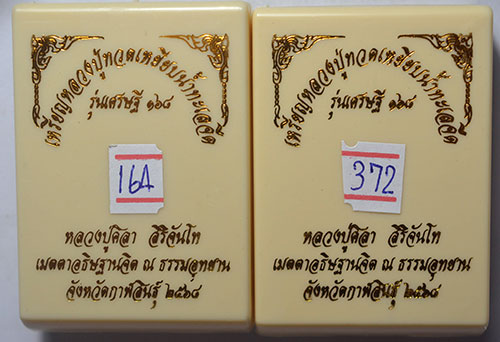 เหรียญหลวงปู่ทวดเหยียบน้ำทะเลจืด
รุ่นเศรษฐี ๑๖๘
164
หลวงปู่ศิลา สิริจันโท
เมตตาอธิษฐานจิต ณ ธรรมอุทยาน
จังหวัดกาฬสินธุ์ ๒๕๖๘
เหรียญหลวงปู่ทวดเหยียบน้ำทะเลจืด
รุ่นเศรษฐี ๑๖๘
372
หลวงปู่ศิลา สิริจันโท
เมตตาอธิษฐานจิต ณ ธรรมอุทยาน
จังหวัดกาฬสินธุ์ ๒๕๖๘